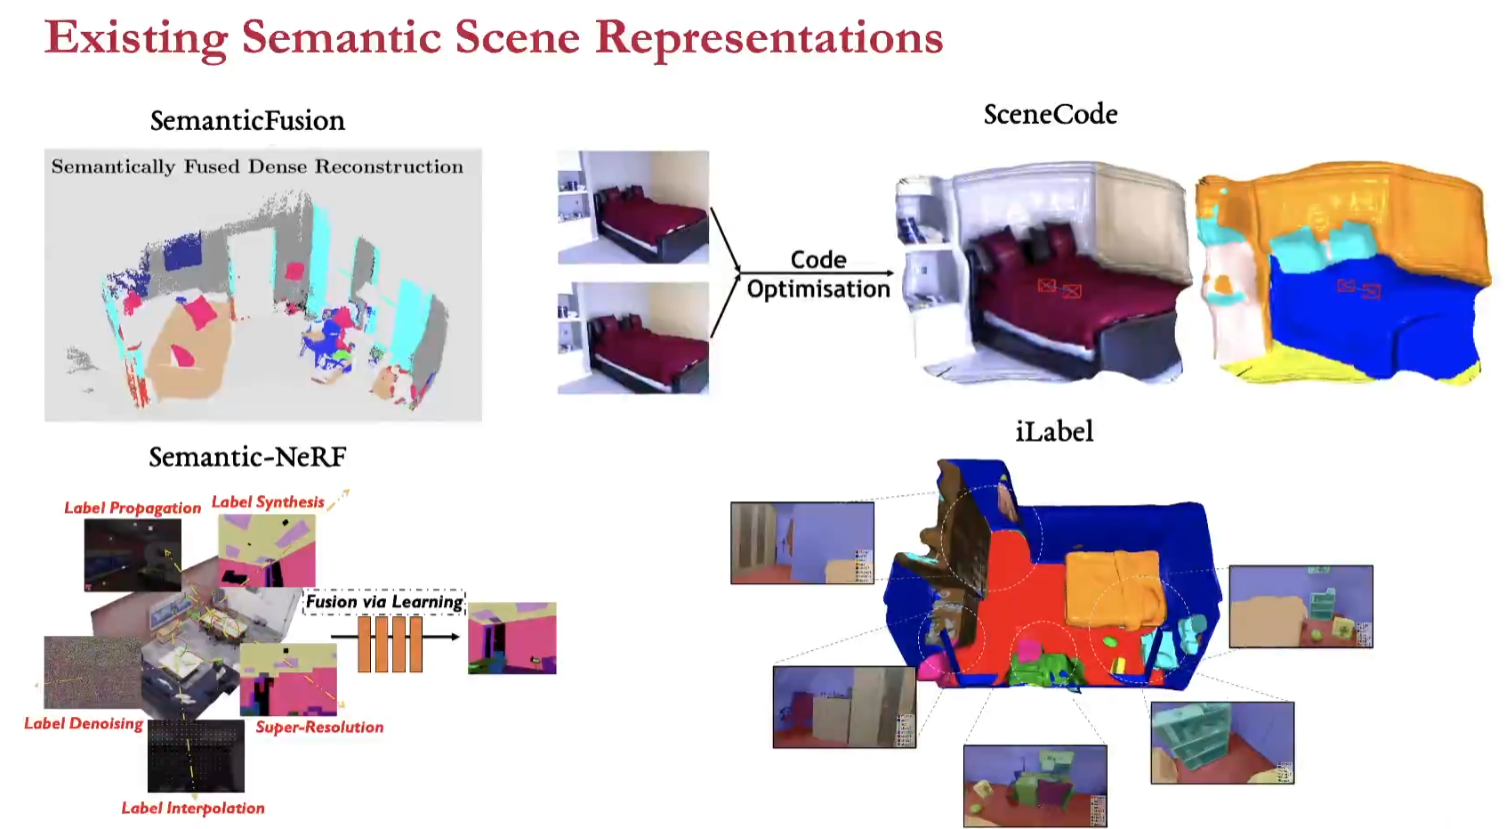 Existing Semantic Scene Representations
SemanticFusion
Semantically Fused Dense Reconstruction
SceneCode
Code
Optimisation
Semantic-NeRF
Label Propagation
Label Synthesis
Fusion via Learning
Label Denoising
Super-Resolution
Label Interpolation
iLabel